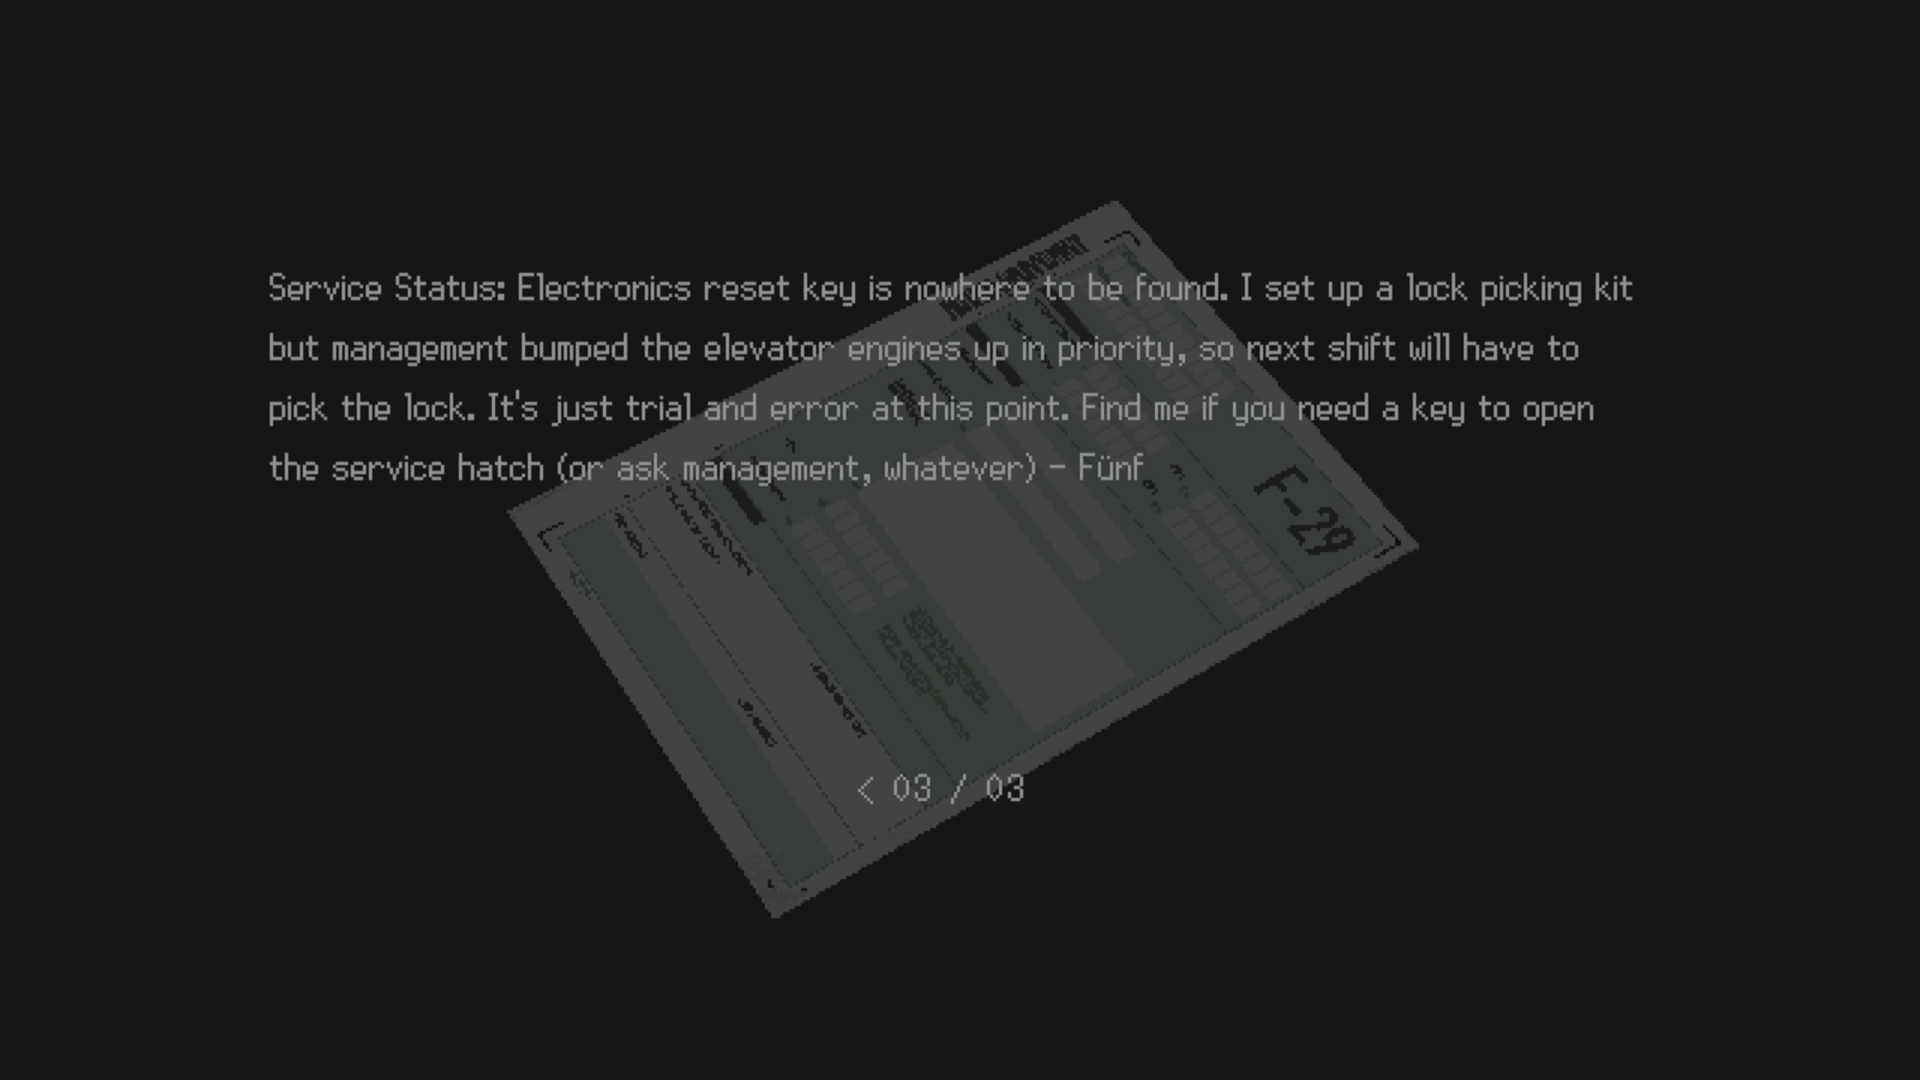 Service Status: Electronics reset key is nowhere to be found. I set up a lock picking kit
but management bumped the elevator engines up in priority, so next shift will have to
pick the lock. It's just trial and error at this point. Find me if you need a key to open
the service hatch (or ask management, whatever) - Fünf
F-29
< 03 / 03